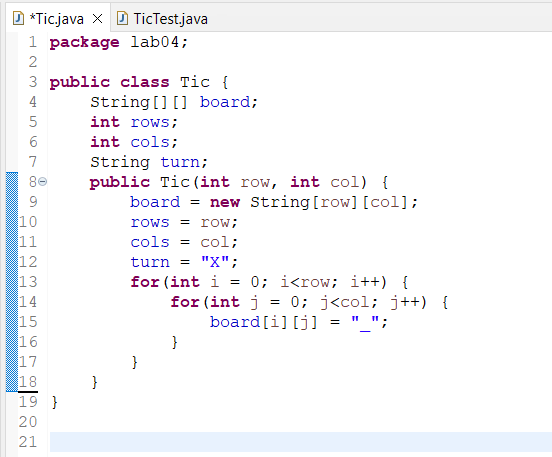 *Tic.java × TicTest.java
1 package lab04;
2
3 public class Tic {
4     String[][] board;
5     int rows;
6     int cols;
7     String turn;
8     public Tic(int row, int col) {
9         board = new String[row][col];
10         rows = row;
11         cols = col;
12         turn = "X";
13         for(int i = 0; i<row; i++) {
14             for(int j = 0; j<col; j++) {
15                 board[i][j] = "_";
16             }
17         }
18     }
19 }
20
21